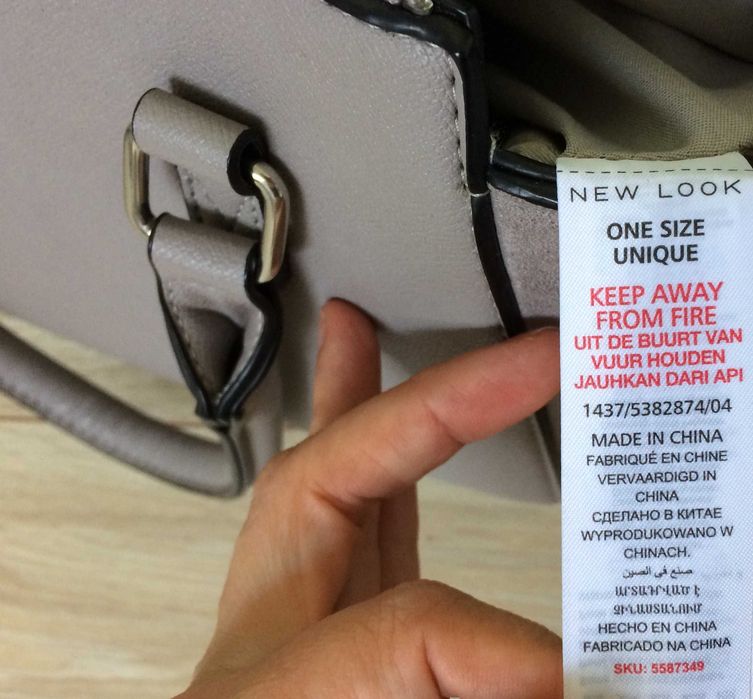 NEW LOOK
ONE SIZE
UNIQUE
KEEP AWAY
FROM FIRE
UIT DE BUURT VAN
VUUR HOUDEN
JAUHKAN DARI API
1437/5382874/04
MADE IN CHINA
FABRIQUÉ EN CHINE
VERVAARDIGD IN
CHINA
СДЕЛАНО В КИТАЕ
WYPRODUKOWANO W
CHINACH.
صنع في الصين
ԱՐՏԱԴՐՎԱԾ Է
ՉԻՆԱՍՏԱՆՈՒՄ
HECHO EN CHINA
FABRICADO NA CHINA
SKU: 5587349